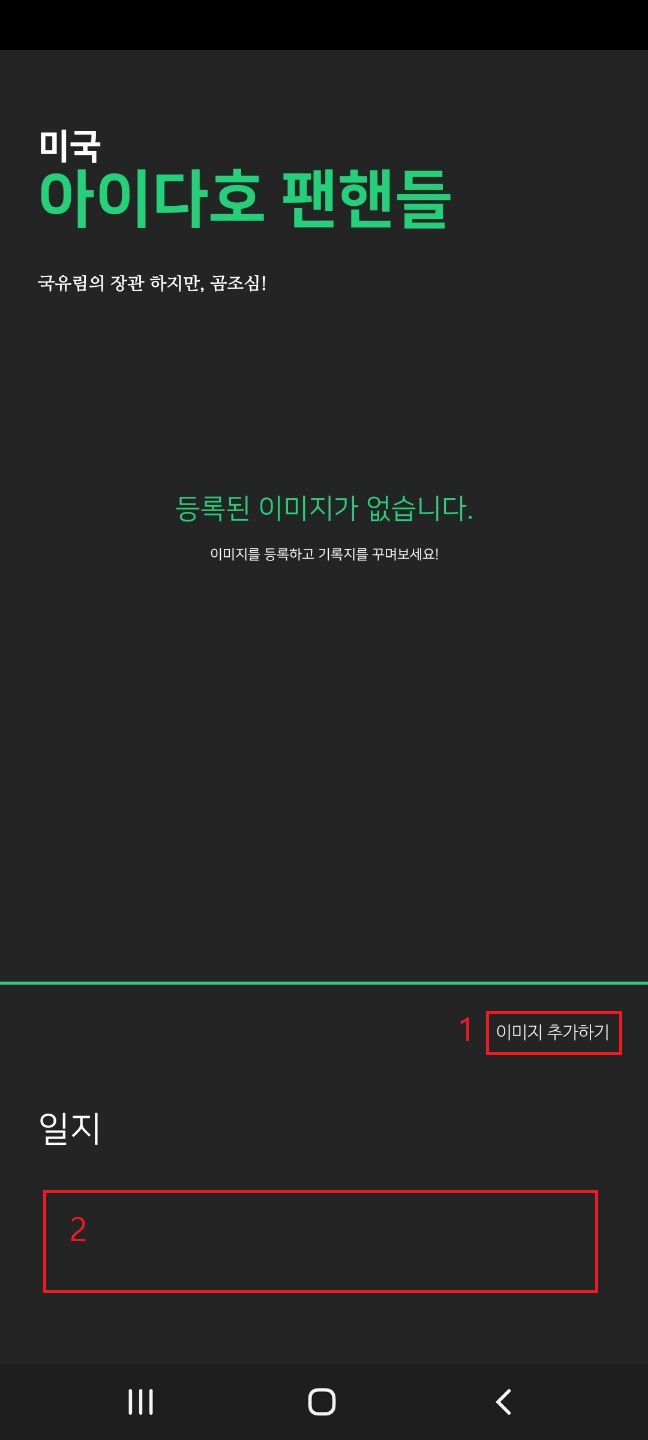 미국
아이다호 팬핸들
국유림의 장관 하지만, 곰조심!
등록된 이미지가 없습니다.
이미지를 등록하고 기록지를 꾸며보세요!
1 이미지 추가하기
일지
2